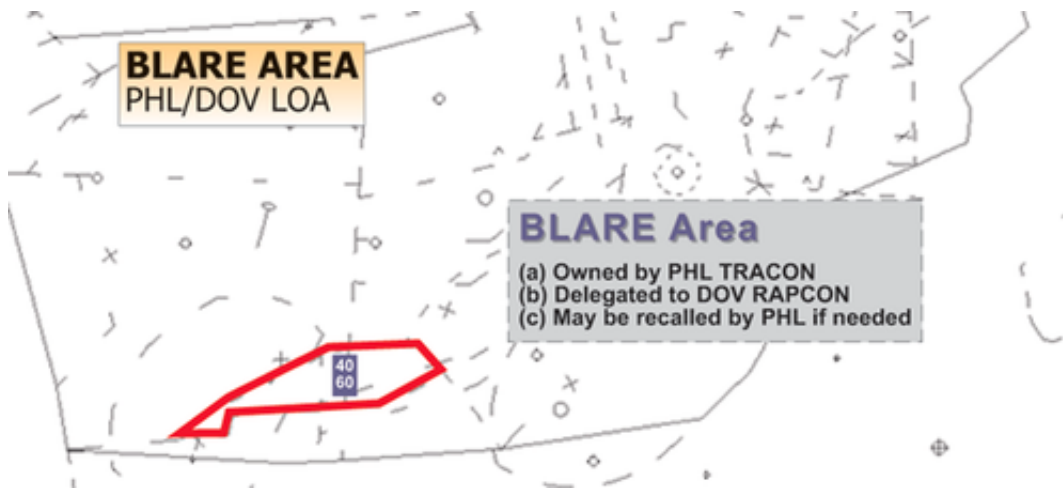 BLARE AREA
PHL/DOV LOA
BLARE Area
(a) Owned by PHL TRACON
(b) Delegated to DOV RAPCON
(c) May be recalled by PHL if needed
40
60